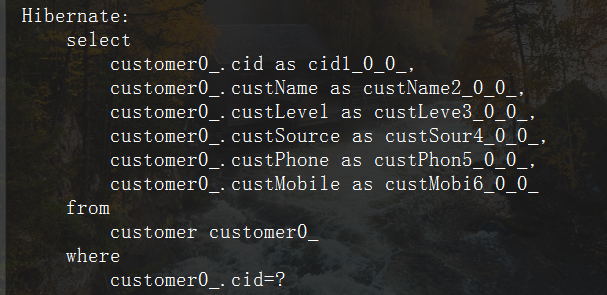 Hibernate:
    select
        customer0_.cid as cid1_0_0_,
        customer0_.custName as custName2_0_0_,
        customer0_.custLevel as custLeve3_0_0_,
        customer0_.custSource as custSour4_0_0_,
        customer0_.custPhone as custPhon5_0_0_,
        customer0_.custMobile as custMobi6_0_0_
    from
        customer customer0_
    where
        customer0_.cid=?